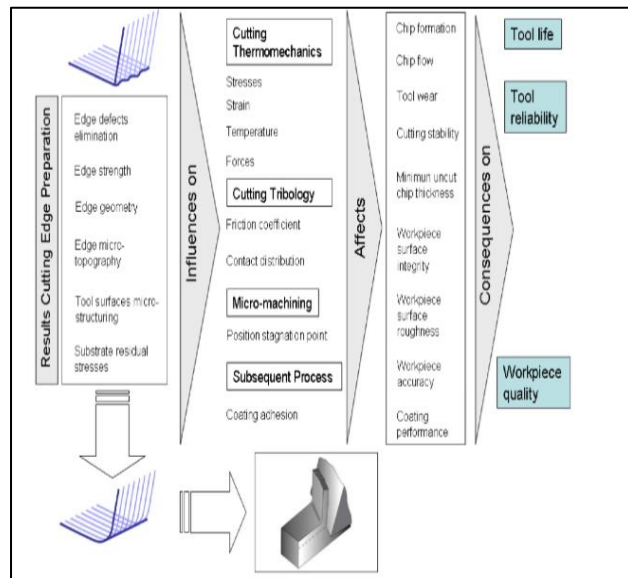 Results Cutting Edge Preparation
Edge defects
elimination
Edge strength
Edge geometry
Edge micro-
topography
Tool surfaces micro-
structuring
Substrate residual
stresses
Influences on
Cutting
Thermomechanics
Stresses
Strain
Temperature
Forces
Cutting Tribology
Friction coefficient
Contact distribution
Micro-machining
Position stagnation point
Subsequent Process
Coating adhesion
Affects
Chip formation
Chip flow
Tool wear
Cutting stability
Minimun uncut
chip thickness
Workpiece
surface
integrity
Workpiece
surface
roughness
Workpiece
accuracy
Coating
performance
Consequences on
Tool life
Tool
reliability
Workpiece
quality